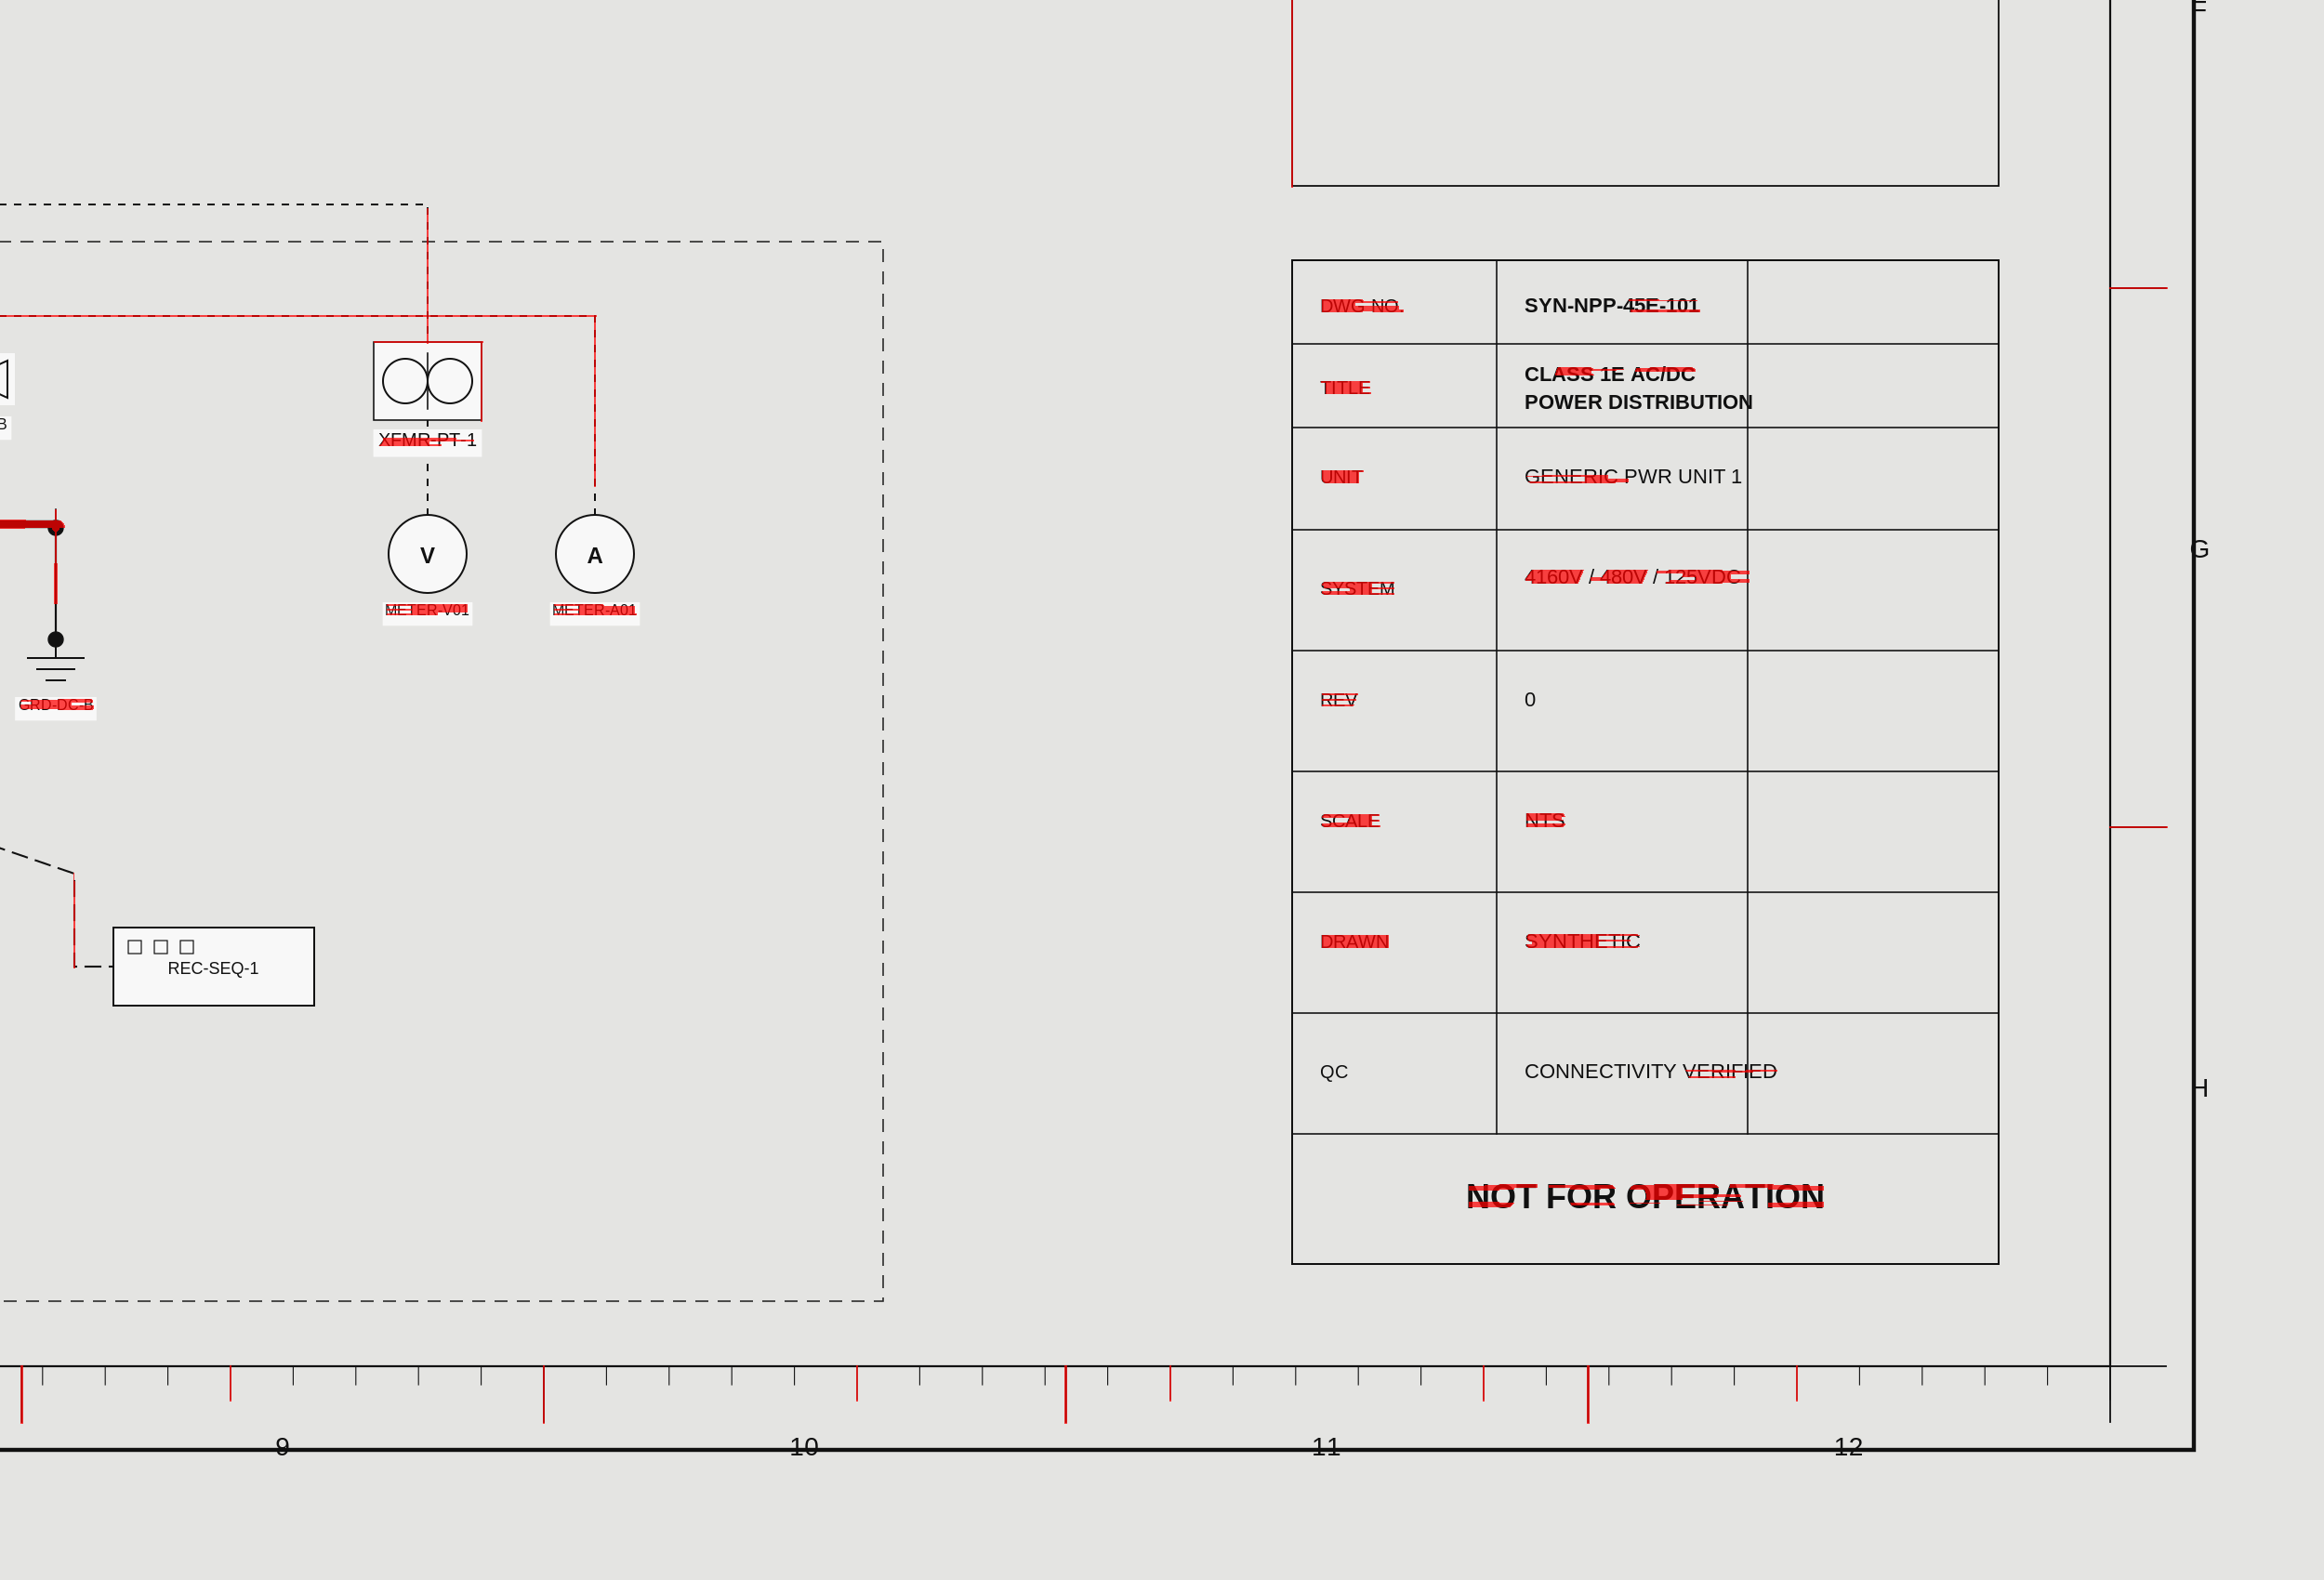 B
XFMR-PT-1
V
A
METER-V01
METER-A01
GRD-DC-B
REC-SEQ-1
DWG NO.
SYN-NPP-45E-101
TITLE
CLASS 1E AC/DC
POWER DISTRIBUTION
UNIT
GENERIC PWR UNIT 1
SYSTEM
4160V / 480V / 125VDC
REV
0
SCALE
NTS
DRAWN
SYNTHETIC
QC
CONNECTIVITY VERIFIED
NOT FOR OPERATION
G
H
9
10
11
12